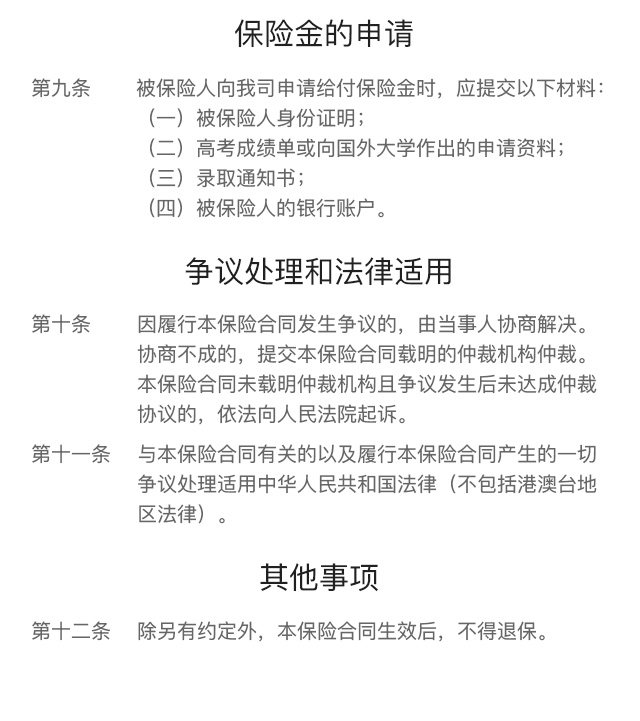 保险金的申请
第九条 被保险人向我司申请给付保险金时，应提交以下材料：
（一）被保险人身份证明；
（二）高考成绩单或向国外大学作出的申请资料；
（三）录取通知书；
（四）被保险人的银行账户。
争议处理和法律适用
第十条 因履行本保险合同发生争议的，由当事人协商解决。
协商不成的，提交本保险合同载明的仲裁机构仲裁。
本保险合同未载明仲裁机构且争议发生后未达成仲裁
协议的，依法向人民法院起诉。
第十一条 与本保险合同有关的以及履行本保险合同产生的一切
争议处理适用中华人民共和国法律（不包括港澳台地
区法律）。
其他事项
第十二条 除另有约定外，本保险合同生效后，不得退保。